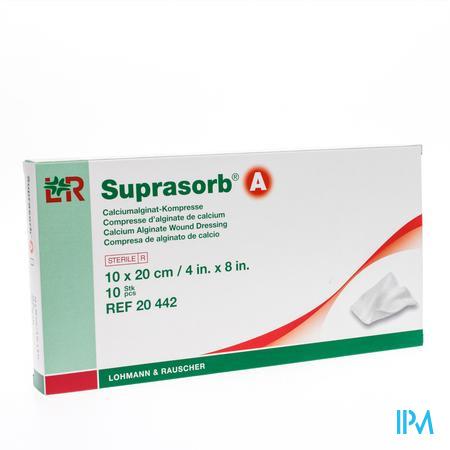 L&R
Suprasorb® A
Calciumalginat-Kompresse
Compresse d'alginate de calcium
Calcium Alginate Wound Dressing
Compresa de alginato de calcio
STERILE R
10 x 20 cm / 4 in. x 8 in.
10 Stk pcs
REF 20 442
LOHMANN & RAUSCHER
Suprasorb® A
IPM